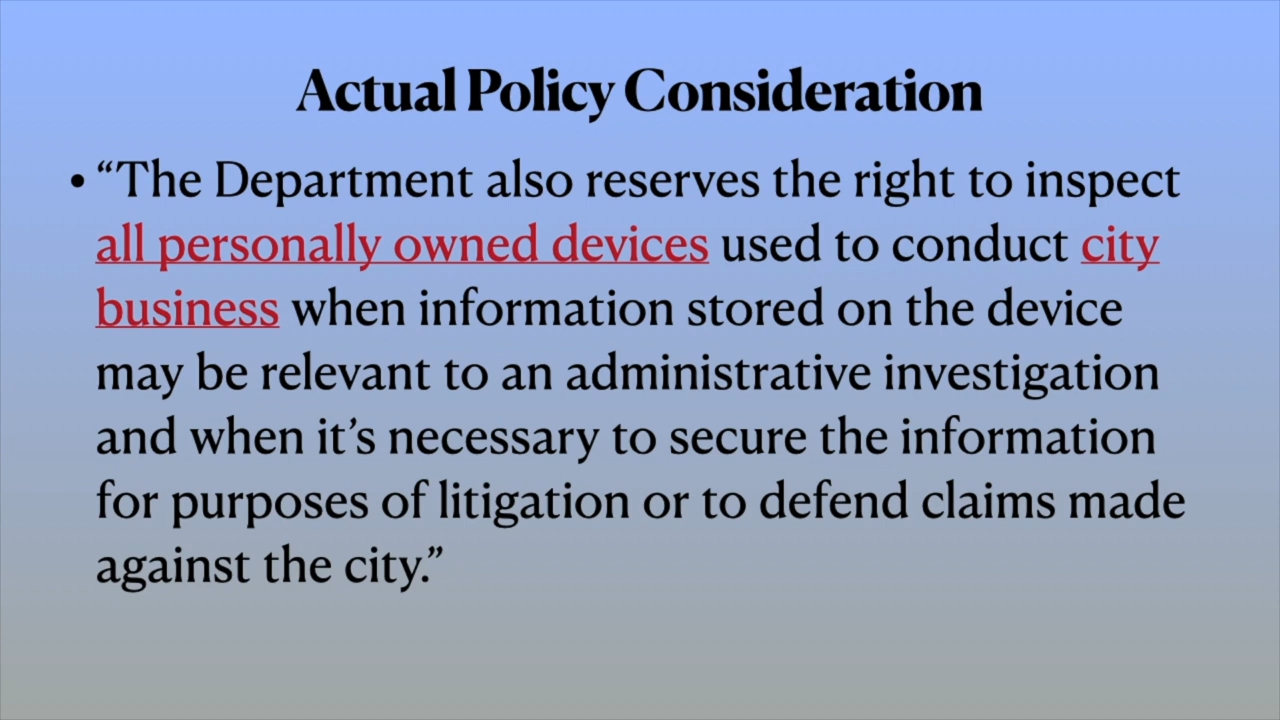 Actual Policy Consideration
• “The Department also reserves the right to inspect
all personally owned devices used to conduct city
business when information stored on the device
may be relevant to an administrative investigation
and when it’s necessary to secure the information
for purposes of litigation or to defend claims made
against the city.”